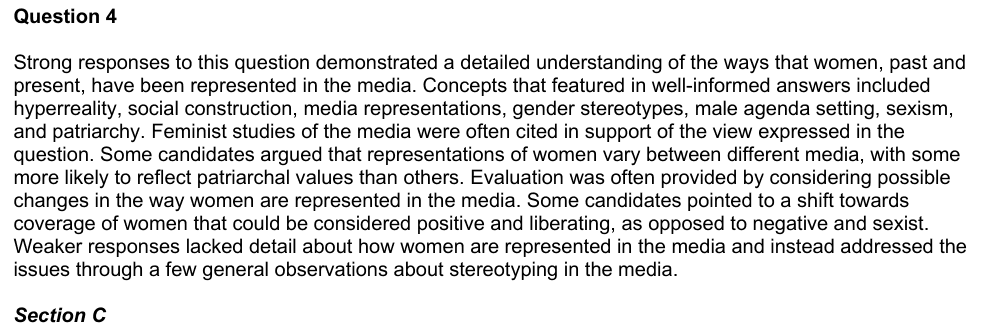 Question 4
Strong responses to this question demonstrated a detailed understanding of the ways that women, past and
present, have been represented in the media. Concepts that featured in well-informed answers included
hyperreality, social construction, media representations, gender stereotypes, male agenda setting, sexism,
and patriarchy. Feminist studies of the media were often cited in support of the view expressed in the
question. Some candidates argued that representations of women vary between different media, with some
more likely to reflect patriarchal values than others. Evaluation was often provided by considering possible
changes in the way women are represented in the media. Some candidates pointed to a shift towards
coverage of women that could be considered positive and liberating, as opposed to negative and sexist.
Weaker responses lacked detail about how women are represented in the media and instead addressed the
issues through a few general observations about stereotyping in the media.
Section C